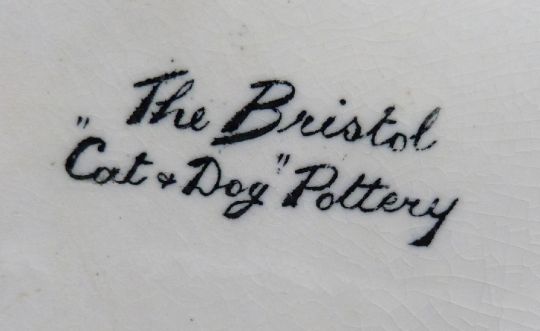 The Bristol
"Cat & Dog" Pottery